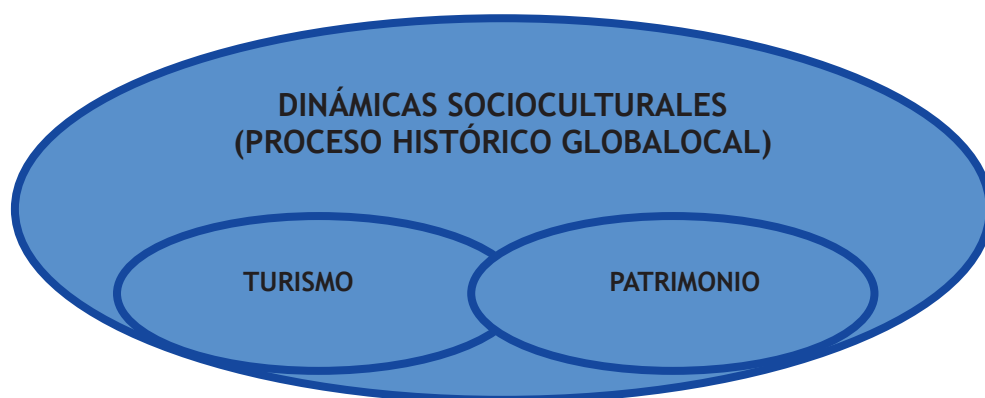 DINÁMICAS SOCIOCULTURALES
(PROCESO HISTÓRICO GLOBALOCAL)
TURISMO
PATRIMONIO